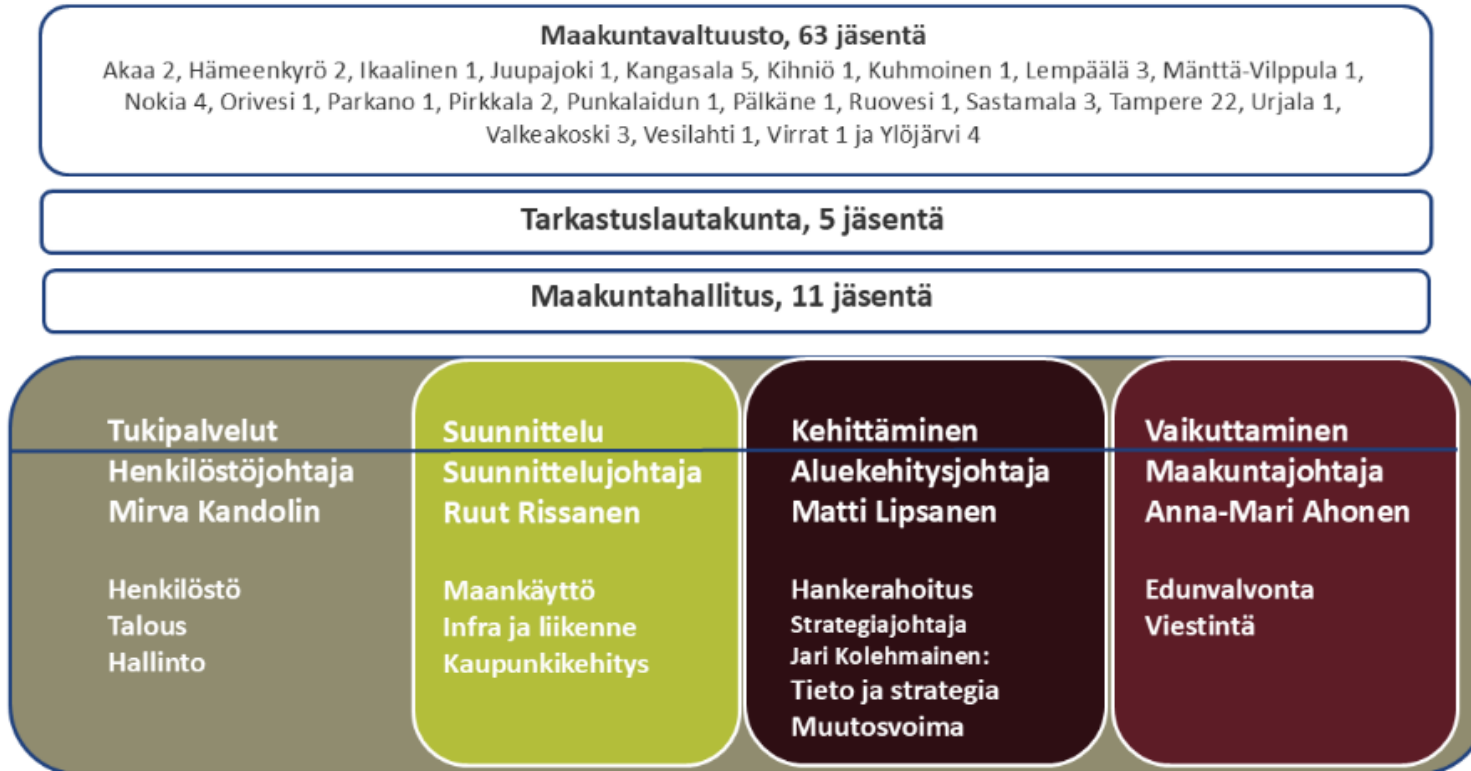 Maakuntavaltuusto, 63 jäsentä
Akaa 2, Hämeenkyrö 2, Ikaalinen 1, Juupajoki 1, Kangasala 5, Kihniö 1, Kuhmoinen 1, Lempäälä 3, Mänttä-Vilppula 1,
Nokia 4, Orivesi 1, Parkano 1, Pirkkala 2, Punkalaidun 1, Pälkäne 1, Ruovesi 1, Sastamala 3, Tampere 22, Urjala 1,
Valkeakoski 3, Vesilahti 1, Virrat 1 ja Ylöjärvi 4
Tarkastuslautakunta, 5 jäsentä
Maakuntahallitus, 11 jäsentä
Tukipalvelut
Henkilöstöjohtaja
Mirva Kandolin
Henkilöstö
Talous
Hallinto
Suunnittelu
Suunnittelujohtaja
Ruut Rissanen
Maankäyttö
Infra ja liikenne
Kaupunkikehitys
Kehittäminen
Aluekehitysjohtaja
Matti Lipsanen
Hankerahoitus
Strategiajohtaja
Jari Kolehmainen:
Tieto ja strategia
Muutosvoima
Vaikuttaminen
Maakuntajohtaja
Anna-Mari Ahonen
Edunvalvonta
Viestintä